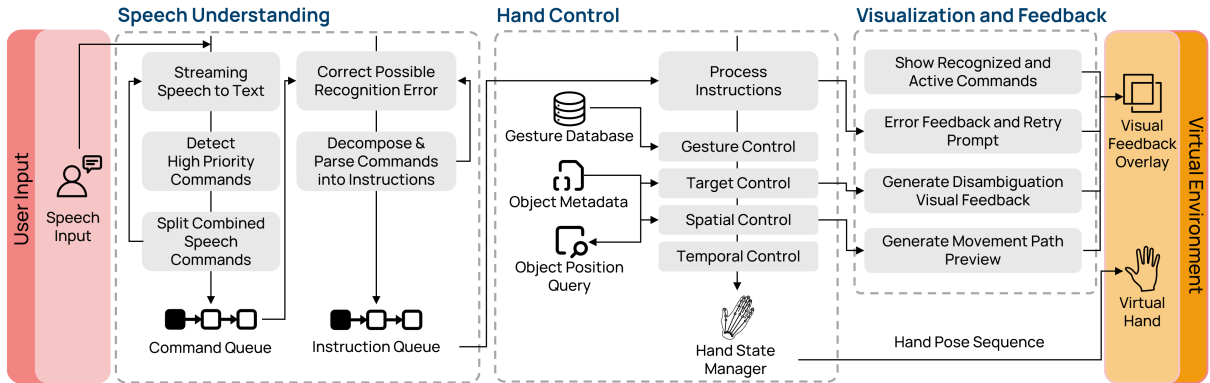 Speech Understanding
Hand Control
Visualization and Feedback
User Input
Speech
Input
Streaming
Speech to Text
Detect
High Priority
Commands
Split Combined
Speech
Commands
Command Queue
Correct Possible
Recognition Error
Decompose &
Parse Commands
into Instructions
Instruction Queue
Gesture Database
Object Metadata
Object Position
Query
Process
Instructions
Gesture Control
Target Control
Spatial Control
Temporal Control
Hand State
Manager
Show Recognized and
Active Commands
Error Feedback and Retry
Prompt
Generate Disambiguation
Visual Feedback
Generate Movement Path
Preview
Hand Pose Sequence
Visual
Feedback
Overlay
Virtual
Hand
Virtual Environment